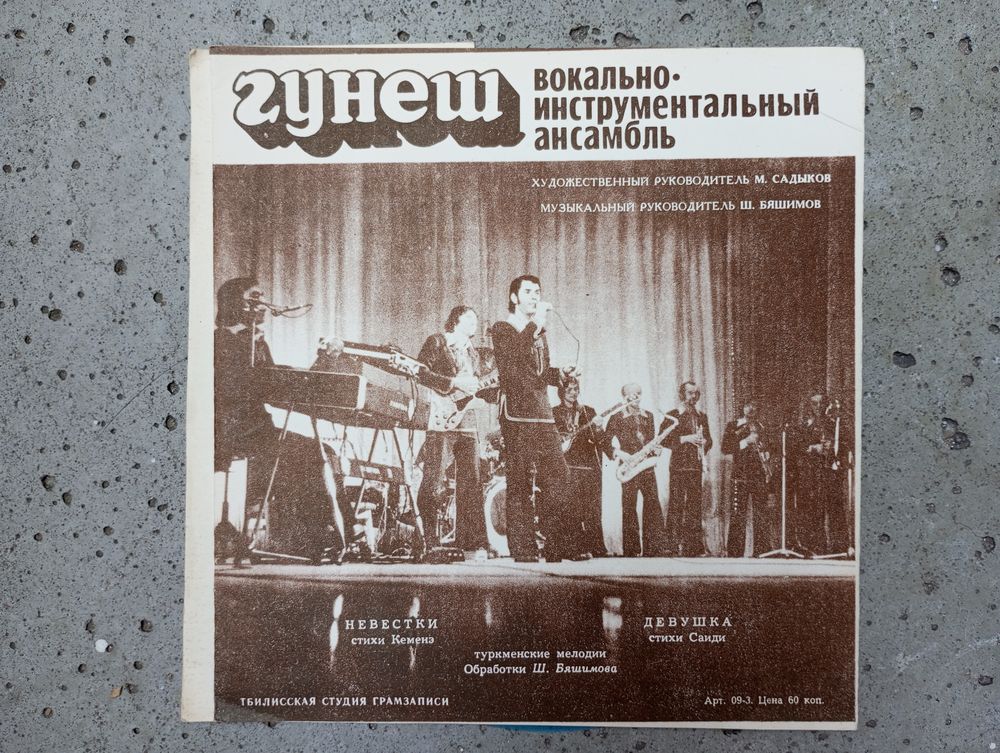 гунеш
вокально-
инструментальный
ансамбль
ХУДОЖЕСТВЕННЫЙ РУКОВОДИТЕЛЬ М. САДЫКОВ
МУЗЫКАЛЬНЫЙ РУКОВОДИТЕЛЬ Ш. БЯШИМОВ
НЕВЕСТКИ
стихи Кеменэ
ДЕВУШКА
стихи Саиди
туркменские мелодии
Обработки Ш. Бяшимова
ТБИЛИССКАЯ СТУДИЯ ГРАМЗАПИСИ
Арт. 09-3. Цена 60 коп.